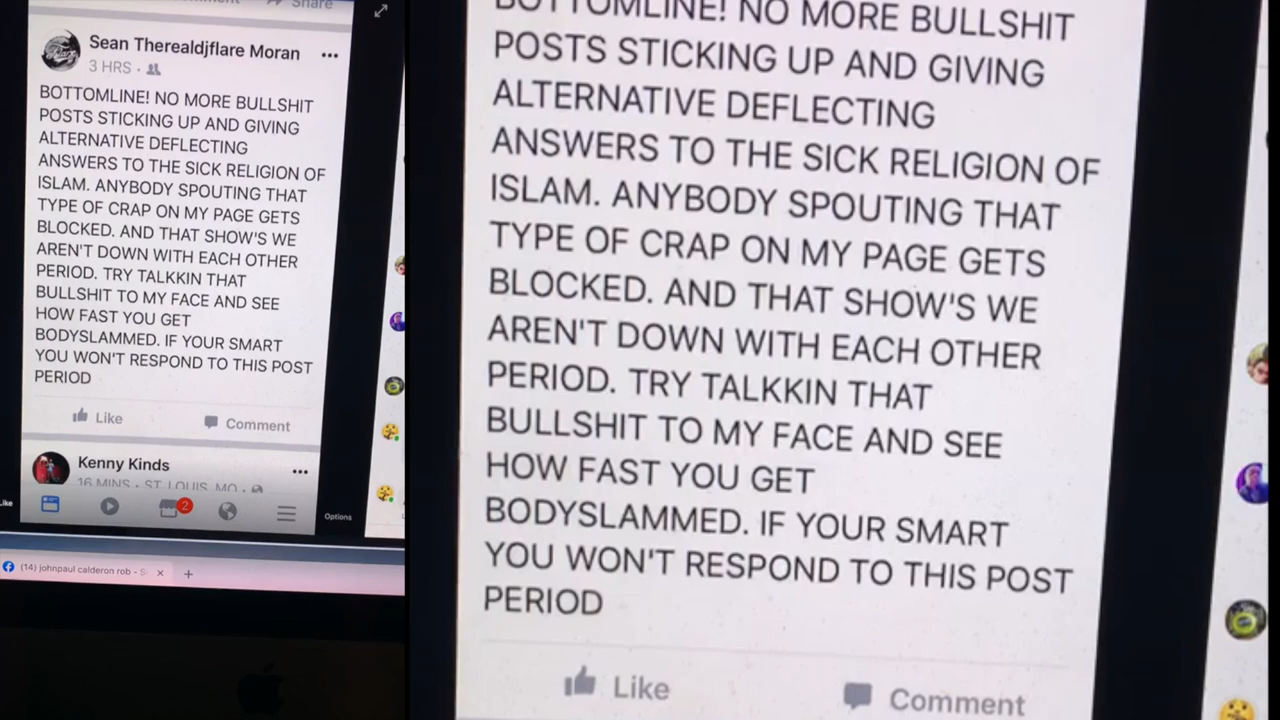 Share
Sean Therealdjflare Moran
3 HRS
BOTTOMLINE! NO MORE BULLSHIT
POSTS STICKING UP AND GIVING
ALTERNATIVE DEFLECTING
ANSWERS TO THE SICK RELIGION OF
ISLAM. ANYBODY SPOUTING THAT
TYPE OF CRAP ON MY PAGE GETS
BLOCKED. AND THAT SHOW'S WE
AREN'T DOWN WITH EACH OTHER
PERIOD. TRY TALKKIN THAT
BULLSHIT TO MY FACE AND SEE
HOW FAST YOU GET
BODYSLAMMED. IF YOUR SMART
YOU WON'T RESPOND TO THIS POST
PERIOD
Like
Comment
Kenny Kinds
16 MINS · ST LOUIS, MO
2
Like
Options
(14) johnpaul calderon rob - S
BOTTOMLINE! NO MORE BULLSHIT
POSTS STICKING UP AND GIVING
ALTERNATIVE DEFLECTING
ANSWERS TO THE SICK RELIGION OF
ISLAM. ANYBODY SPOUTING THAT
TYPE OF CRAP ON MY PAGE GETS
BLOCKED. AND THAT SHOW'S WE
AREN'T DOWN WITH EACH OTHER
PERIOD. TRY TALKKIN THAT
BULLSHIT TO MY FACE AND SEE
HOW FAST YOU GET
BODYSLAMMED. IF YOUR SMART
YOU WON'T RESPOND TO THIS POST
PERIOD
Like
Comment